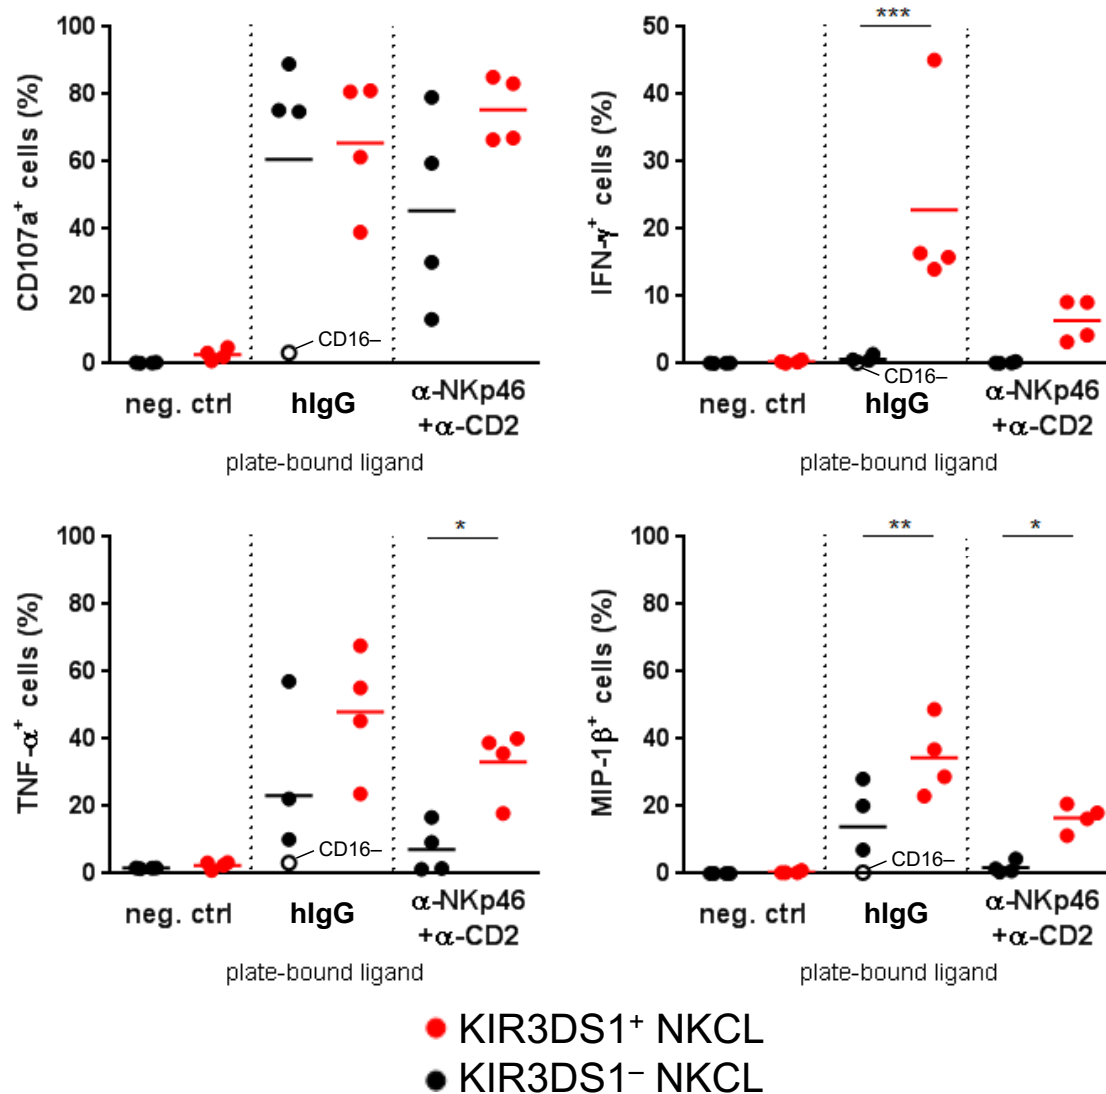 CD107a⁺ cells (%)
100
80
60
40
20
0
CD16–
neg. ctrl
hIgG
α-NKp46
+α-CD2
plate-bound ligand
IFN-γ⁺ cells (%)
50
40
30
20
10
0
***
CD16–
neg. ctrl
hIgG
α-NKp46
+α-CD2
plate-bound ligand
TNF-α⁺ cells (%)
100
80
60
40
20
0
*
CD16–
neg. ctrl
hIgG
α-NKp46
+α-CD2
plate-bound ligand
MIP-1β⁺ cells (%)
100
80
60
40
20
0
**
*
CD16–
neg. ctrl
hIgG
α-NKp46
+α-CD2
plate-bound ligand
KIR3DS1⁺ NKCL
KIR3DS1⁻ NKCL